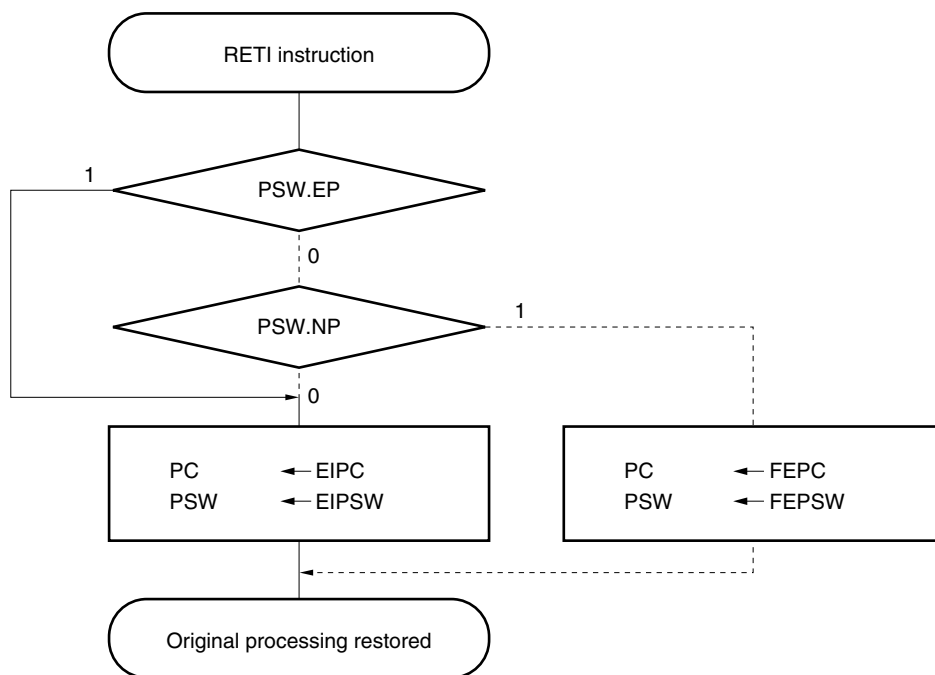 RETI instruction
1
PSW.EP
0
1
PSW.NP
0
PC ← EIPC
PSW ← EIPSW
PC ← FEPC
PSW ← FEPSW
Original processing restored